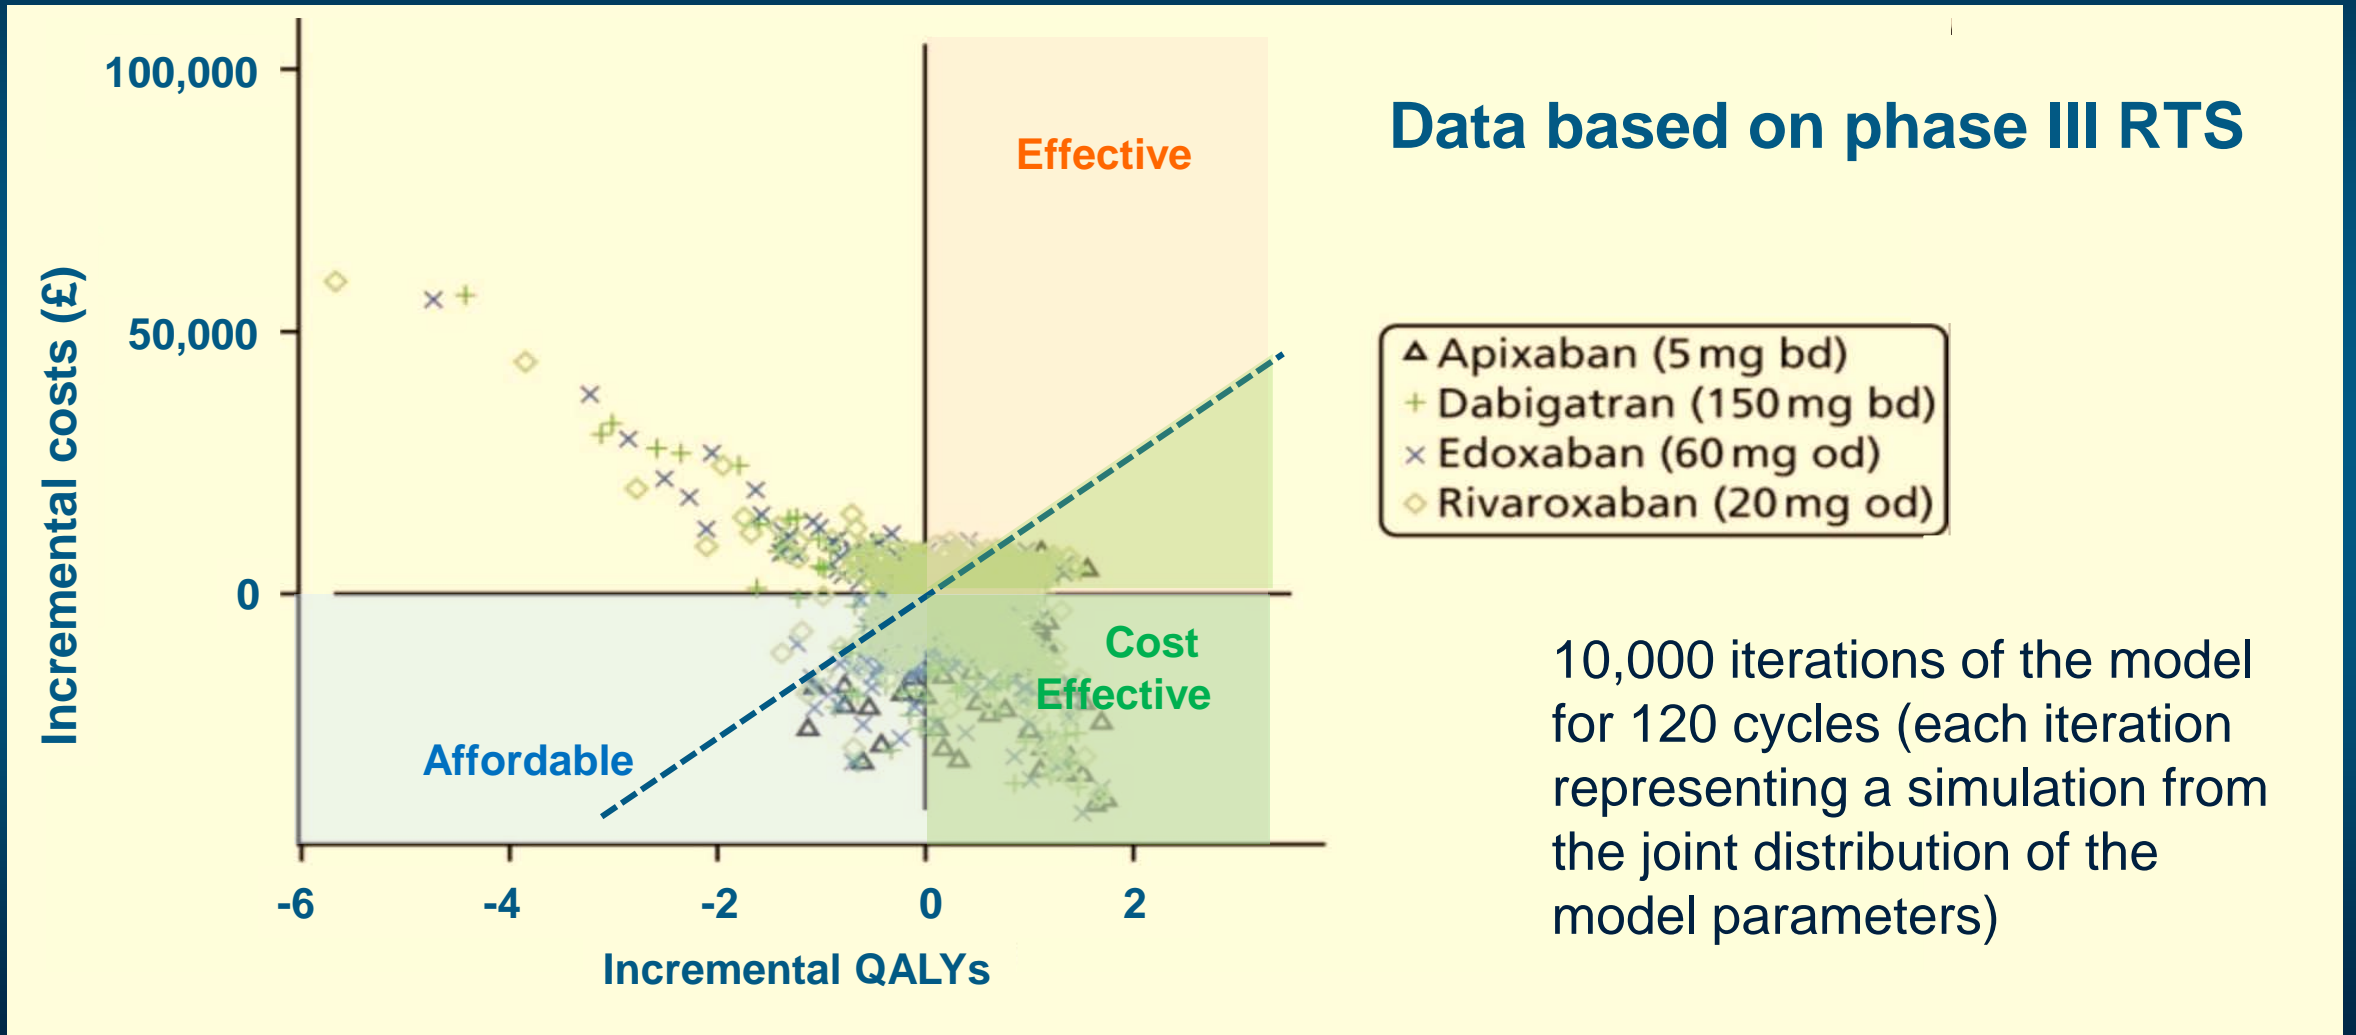 Data based on phase III RTS
Incremental costs (£)
100,000
50,000
0
Effective
Cost
Effective
Affordable
-6
-4
-2
0
2
Incremental QALYs
Apixaban (5 mg bd)
Dabigatran (150 mg bd)
Edoxaban (60 mg od)
Rivaroxaban (20 mg od)
10,000 iterations of the model
for 120 cycles (each iteration
representing a simulation from
the joint distribution of the
model parameters)